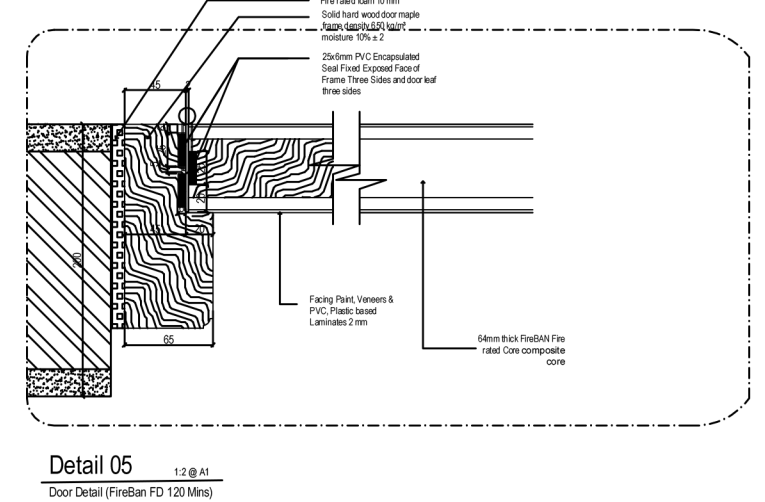 Fire rated foam 10 mm
Solid hard wood door maple
frame density 650 kg/m³
moisture 10% ± 2
25x6mm PVC Encapsulated
Seal Fixed Exposed Face of
Frame Three Sides and door leaf
three sides
45
45
20
25
200
65
Facing Paint, Veneers &
PVC, Plastic based
Laminates 2 mm
64mm thick FireBAN Fire
rated Core composite
core
Detail 05
1:2 @ A1
Door Detail (FireBan FD 120 Mins)